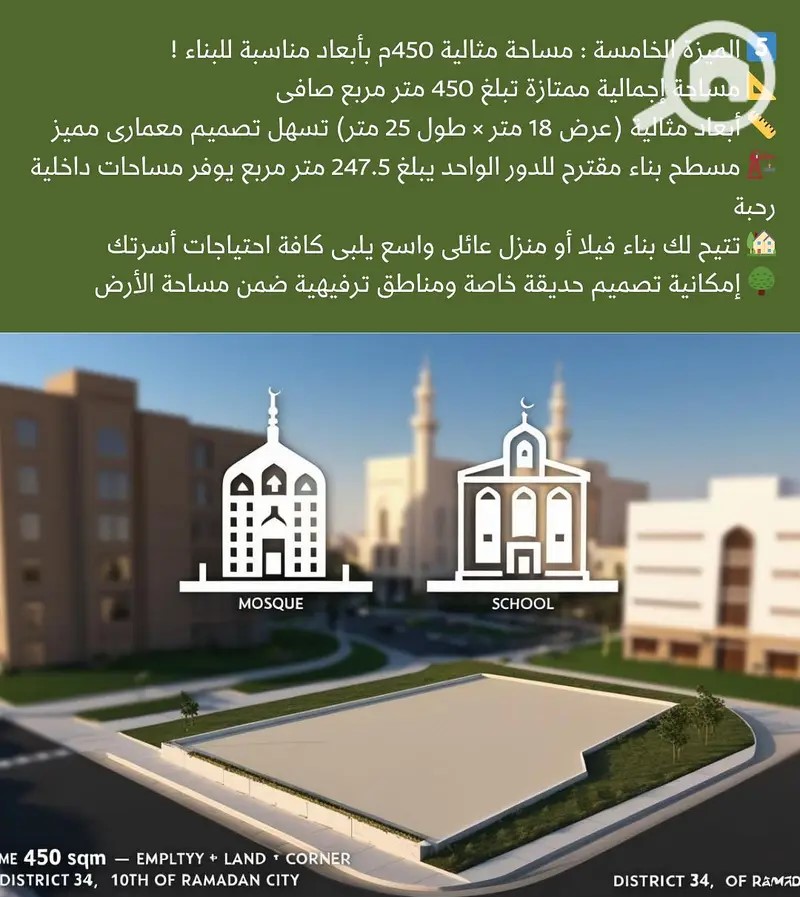 5 الميزة الخامسة : مساحة مثالية 450م بأبعاد مناسبة للبناء !
مساحة إجمالية ممتازة تبلغ 450 متر مربع صافى
أبعاد مثالية (عرض 18 متر × طول 25 متر) تسهل تصميم معمارى مميز
مسطح بناء مقترح للدور الواحد يبلغ 247.5 متر مربع يوفر مساحات داخلية
رحبة
تتيح لك بناء فيلا أو منزل عائلى واسع يلبى كافة احتياجات أسرتك
إمكانية تصميم حديقة خاصة ومناطق ترفيهية ضمن مساحة الأرض
MOSQUE
SCHOOL
ME 450 sqm — EMPLTYY + LAND CORNER
DISTRICT 34, 10TH OF RAMADAN CITY
DISTRICT 34, OF